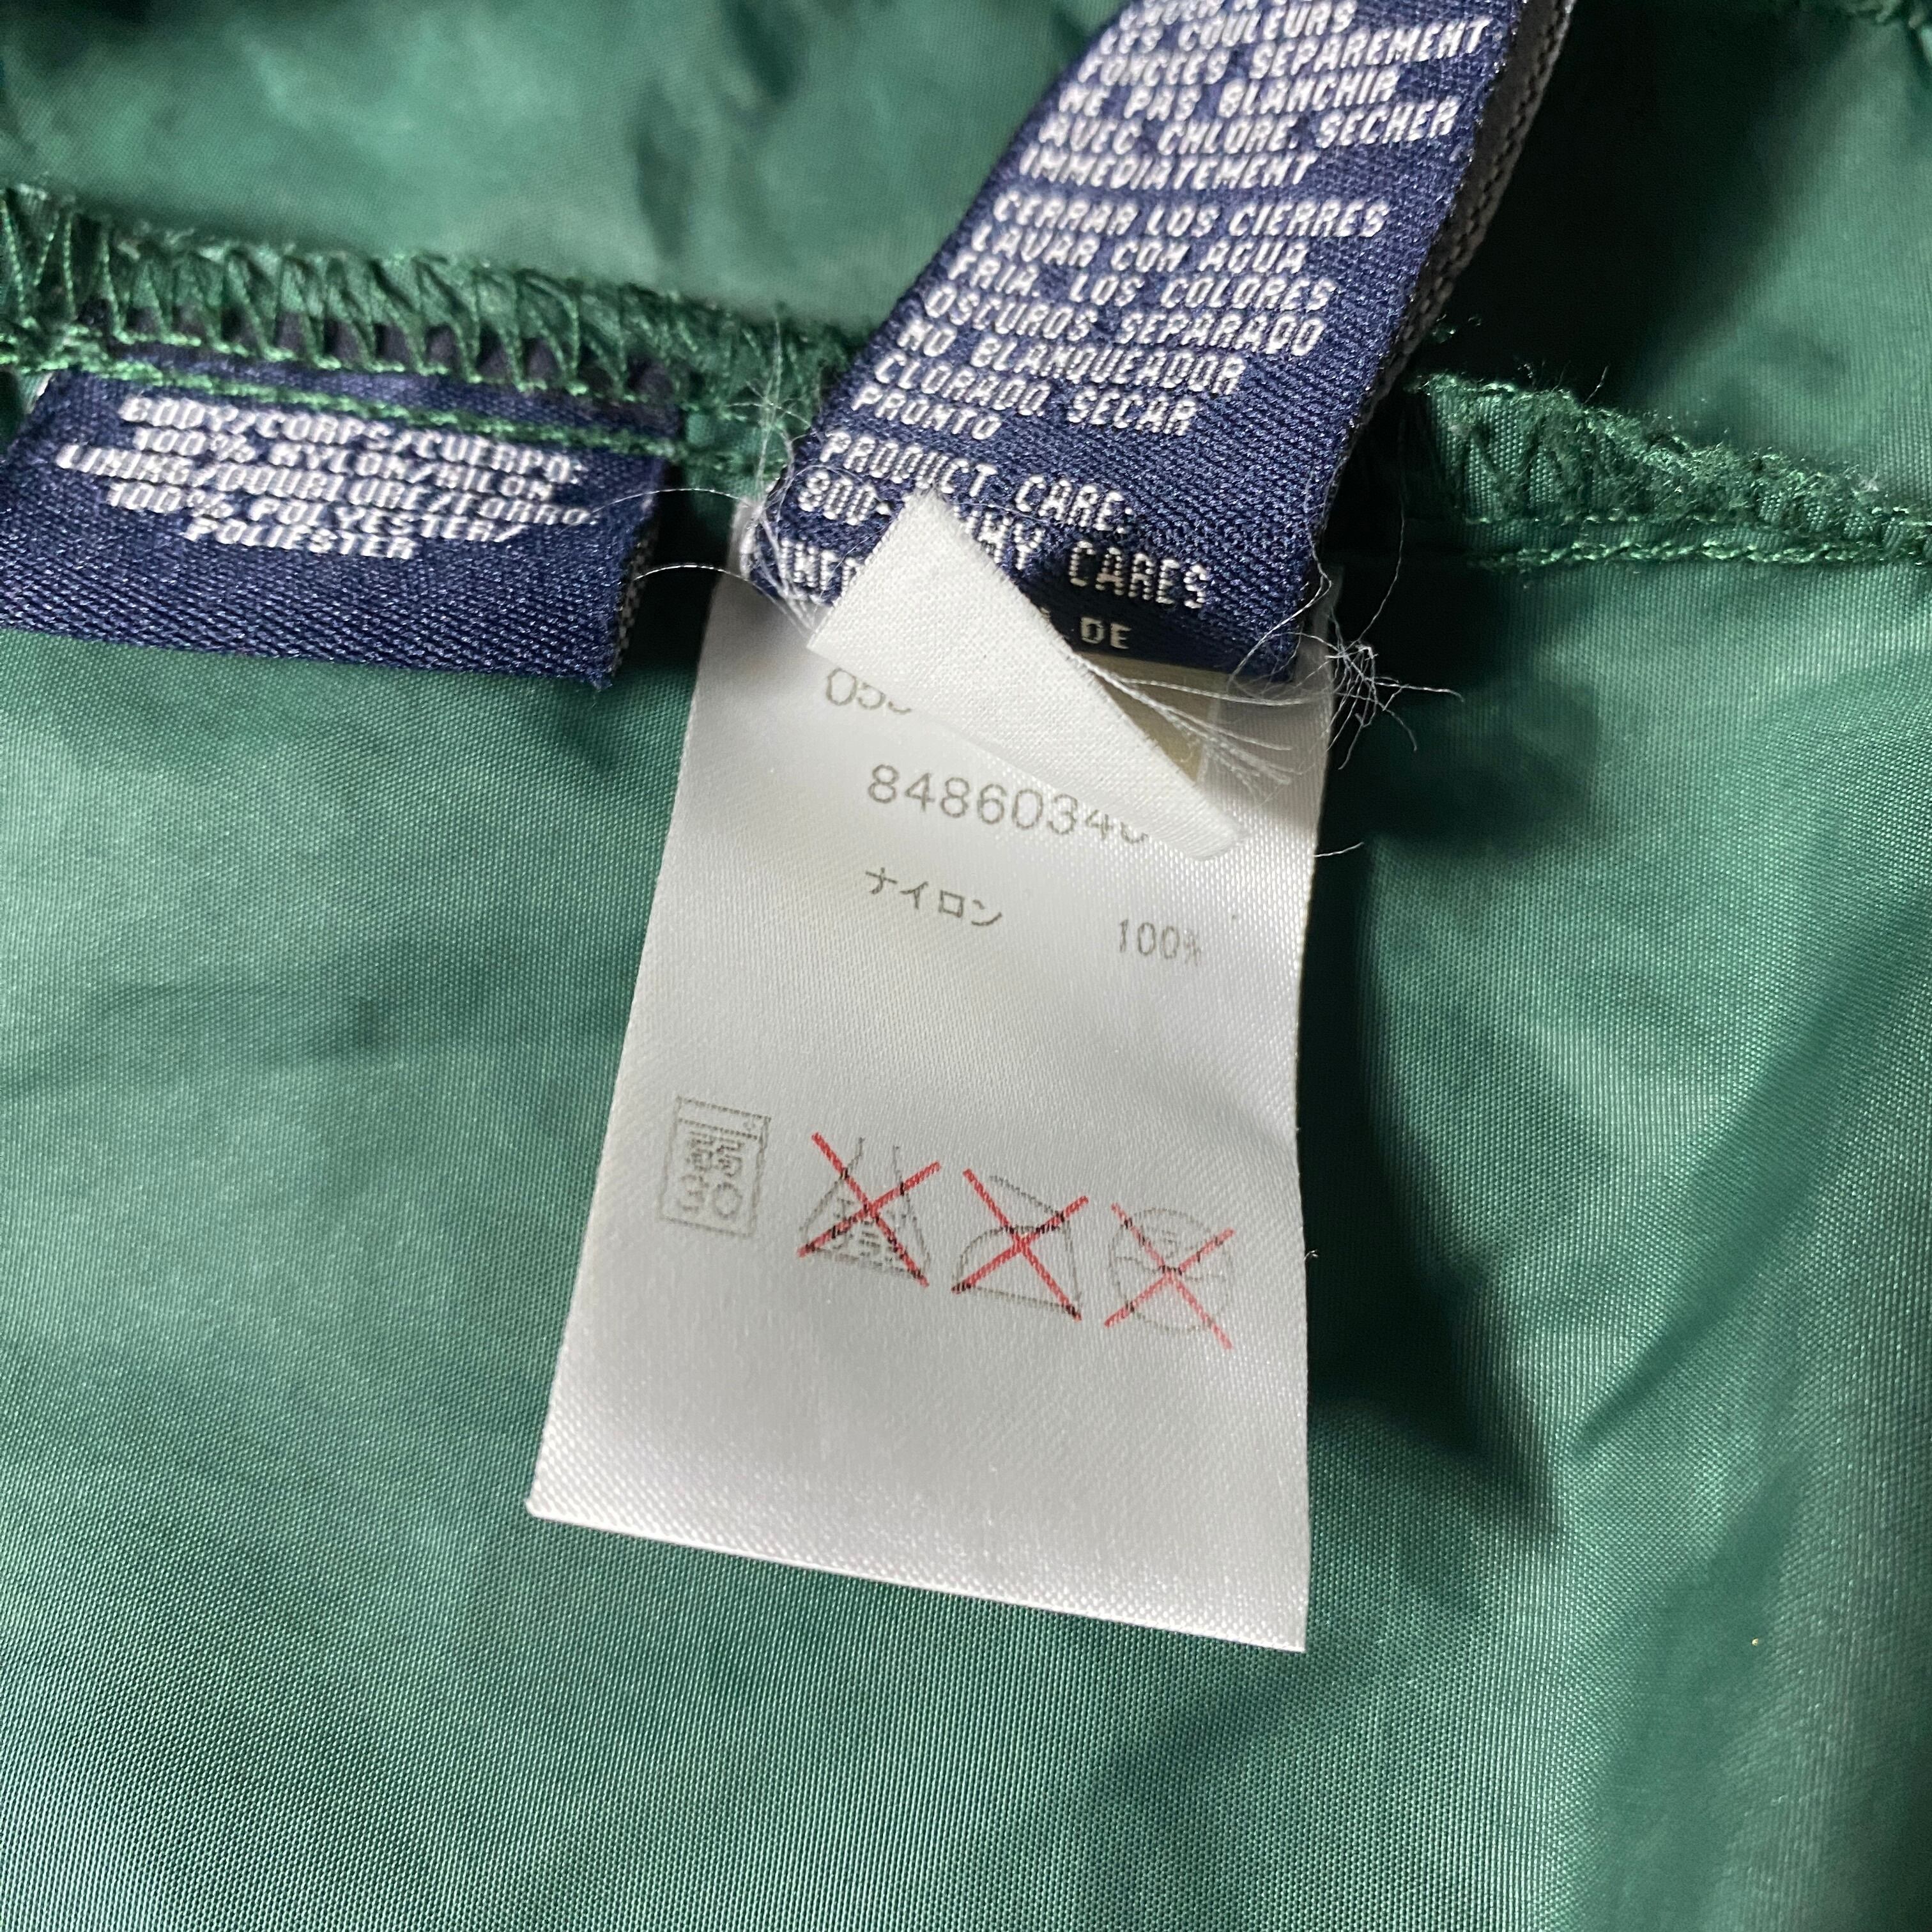 LES COULEURS
FONCÉES SEPAREMENT
NE PAS BLANCHIR
AVEC CHLORE. SECHER
IMMEDIATEMENT
CERRAR LOS CIERRES
LAVAR CON AGUA
FRIA. LOS COLORES
OSCUROS SEPARADO
NO BLANQUEADOR
CLORADO. SECAR
PRONTO
PRODUCT CARE:
CARES
DE
BODY/CORPS/CUERPO:
100% NYLON/NILON
LINING/DOUBLURE/FORRO
100% POLYESTER/
POLIESTER
ナイロン 100%
弱
30